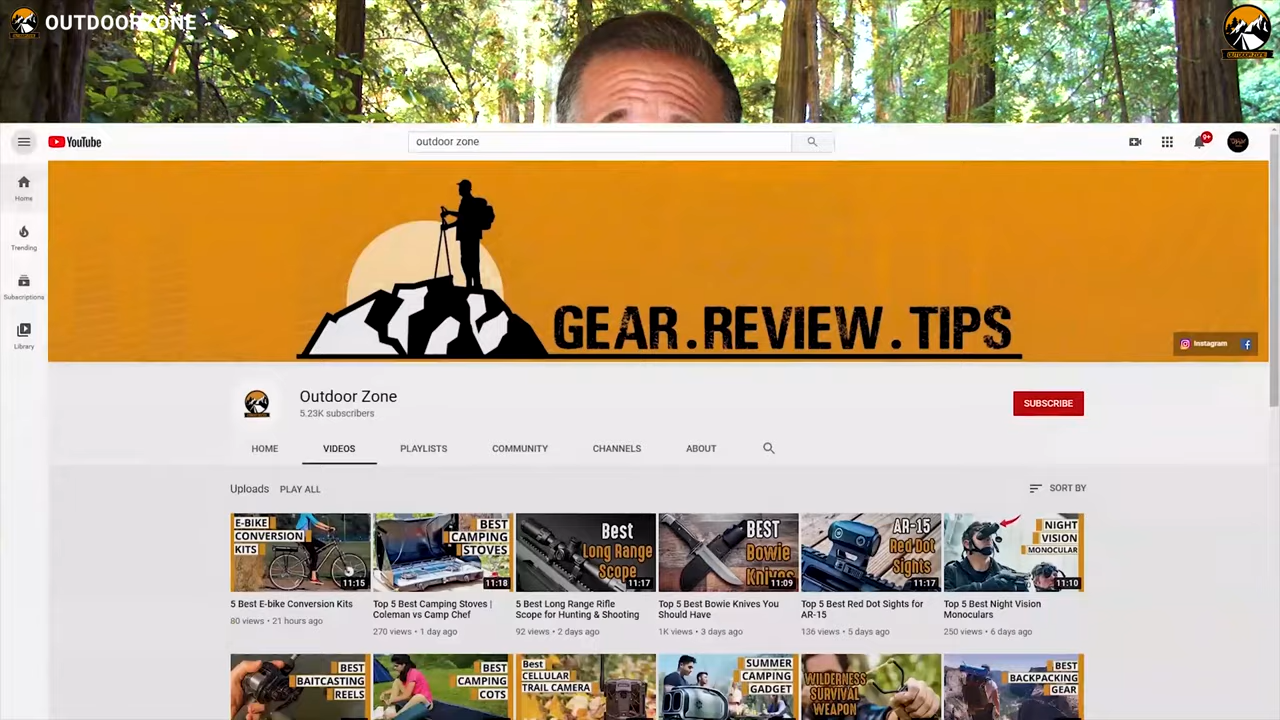 OUTDOORZONE
OUTDOOR ZONE
YouTube
outdoor zone
9+
Home
Trending
Subscriptions
Library
GEAR.REVIEW.TIPS
Instagram
Outdoor Zone
5.23K subscribers
SUBSCRIBE
HOME VIDEOS PLAYLISTS COMMUNITY CHANNELS ABOUT
Uploads PLAY ALL SORT BY
E-BIKE
CONVERSION
KITS
11:15
BEST
CAMPING
STOVES
11:18
Best
Long Range
Scope
11:17
BEST
Bowie
Knives
11:09
AR-15
Red Dot
Sights
11:17
NIGHT
VISION
MONOCULAR
11:10
5 Best E-bike Conversion Kits
80 views • 21 hours ago
Top 5 Best Camping Stoves |
Coleman vs Camp Chef
270 views • 1 day ago
5 Best Long Range Rifle
Scope for Hunting & Shooting
92 views • 2 days ago
Top 5 Best Bowie Knives You
Should Have
1K views • 3 days ago
Top 5 Best Red Dot Sights for
AR-15
136 views • 5 days ago
Top 5 Best Night Vision
Monoculars
250 views • 6 days ago
BEST
BAITCASTING
REELS
BEST
CAMPING
COTS
Best
CELLULAR
TRAIL CAMERA
SUMMER
CAMPING
GADGET
WILDERNESS
SURVIVAL
WEAPON
BEST
BACKPACKING
GEAR